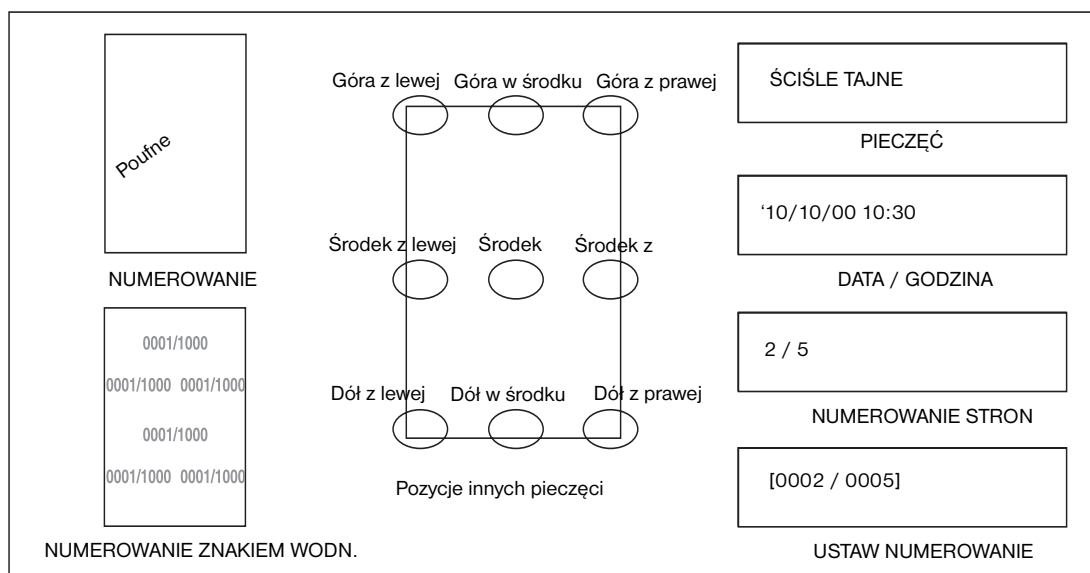 Poufne
NUMEROWANIE
0001/1000
0001/1000 0001/1000
0001/1000
0001/1000 0001/1000
NUMEROWANIE ZNAKIEM WODN.
Góra z lewej Góra w środku Góra z prawej
Środek z lewej Środek Środek z
Dół z lewej Dół w środku Dół z prawej
Pozycje innych pieczęci
ŚCIŚLE TAJNE
PIECZĘĆ
‘10/10/00 10:30
DATA / GODZINA
2 / 5
NUMEROWANIE STRON
[0002 / 0005]
USTAW NUMEROWANIE